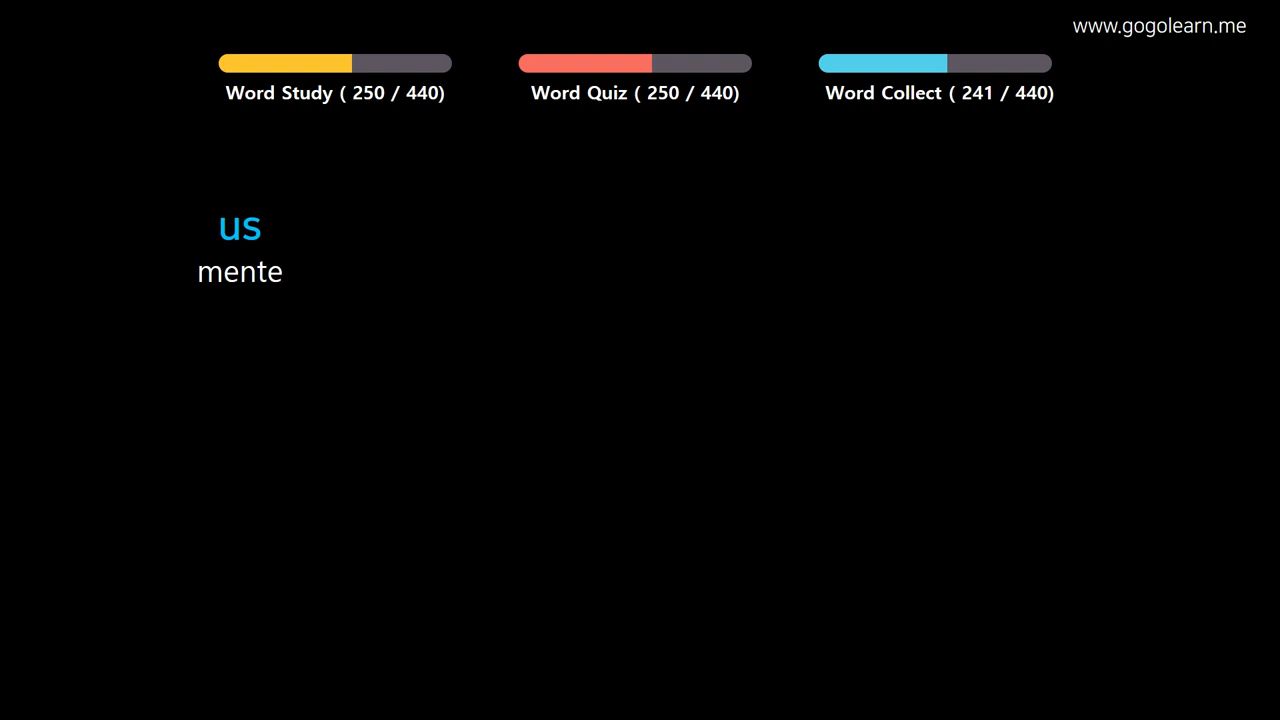 www.gogolearn.me
Word Study ( 250 / 440)
Word Quiz ( 250 / 440)
Word Collect ( 241 / 440)
us
mente